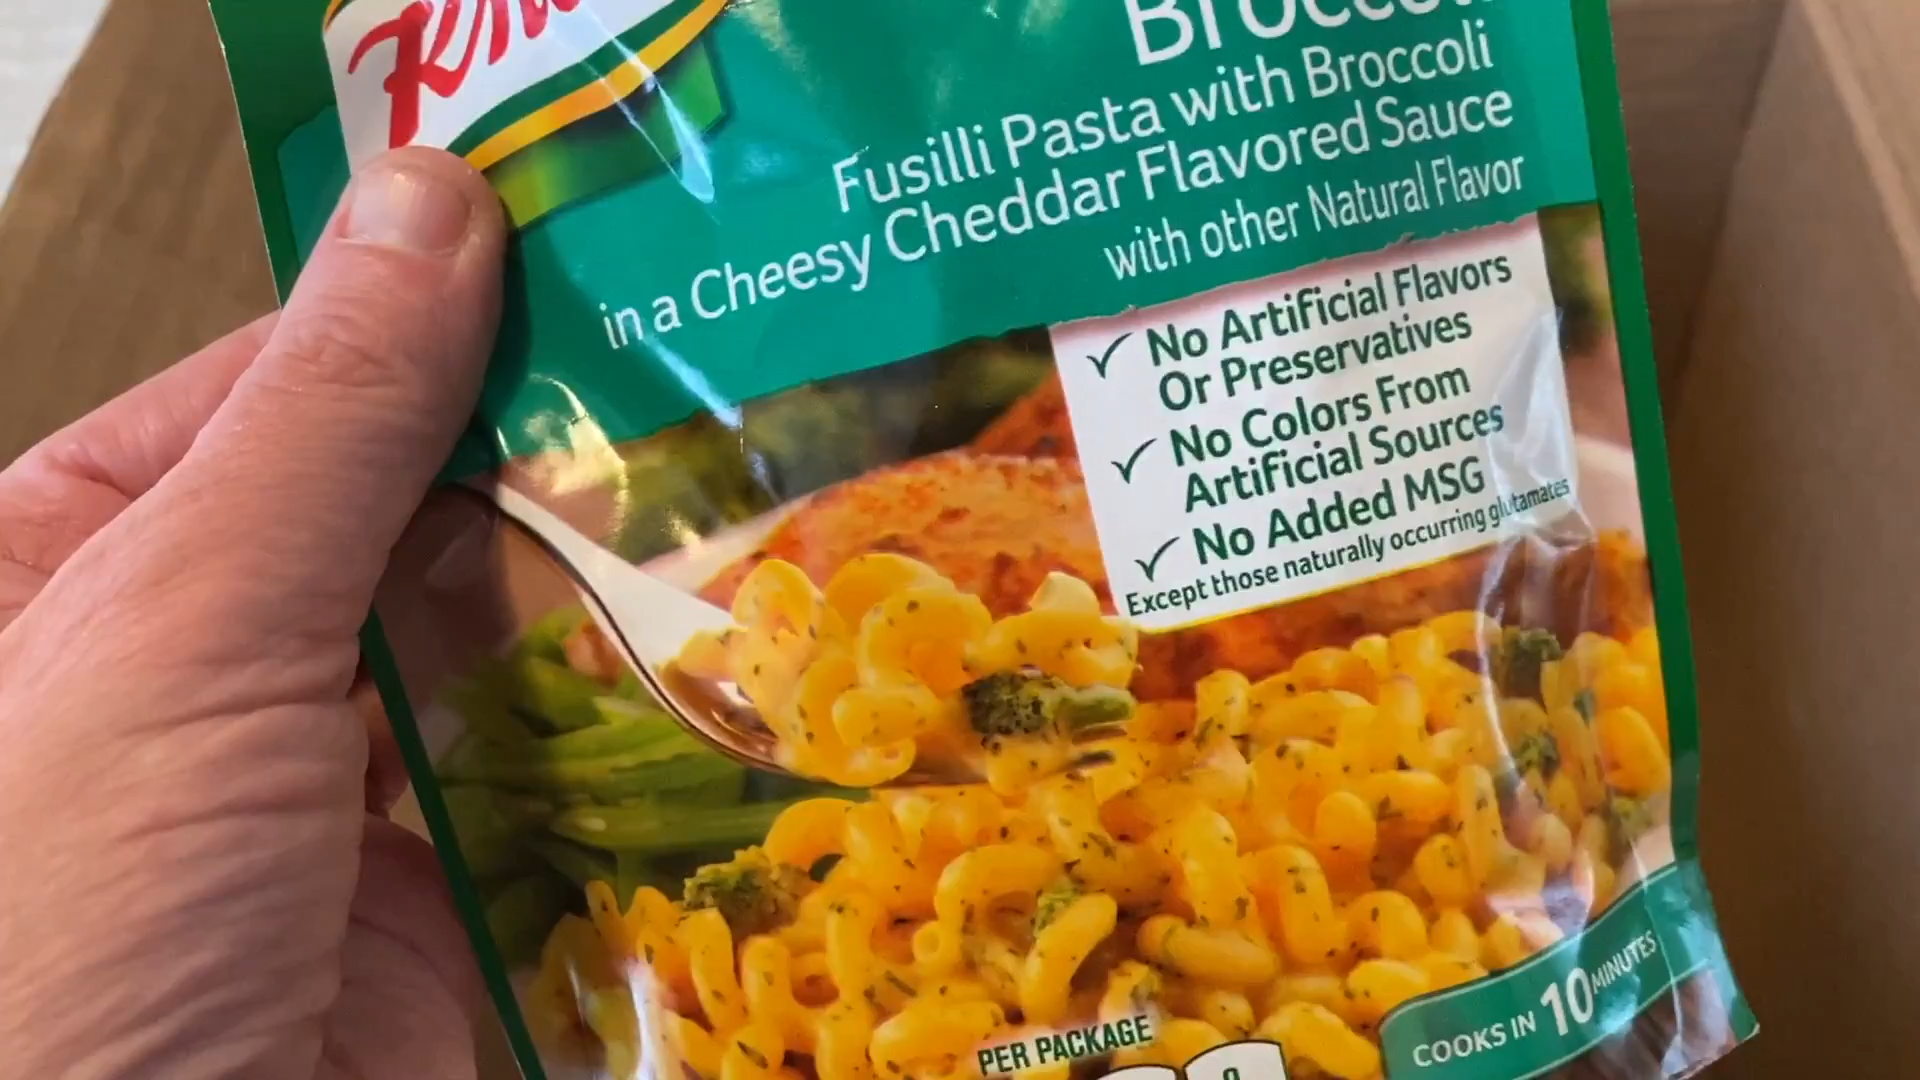 Fusilli Pasta with Broccoli
in a Cheesy Cheddar Flavored Sauce
with other Natural Flavor
✓ No Artificial Flavors
Or Preservatives
✓ No Colors From
Artificial Sources
✓ No Added MSG
Except those naturally occurring glutamates
COOKS IN 10 MINUTES
PER PACKAGE